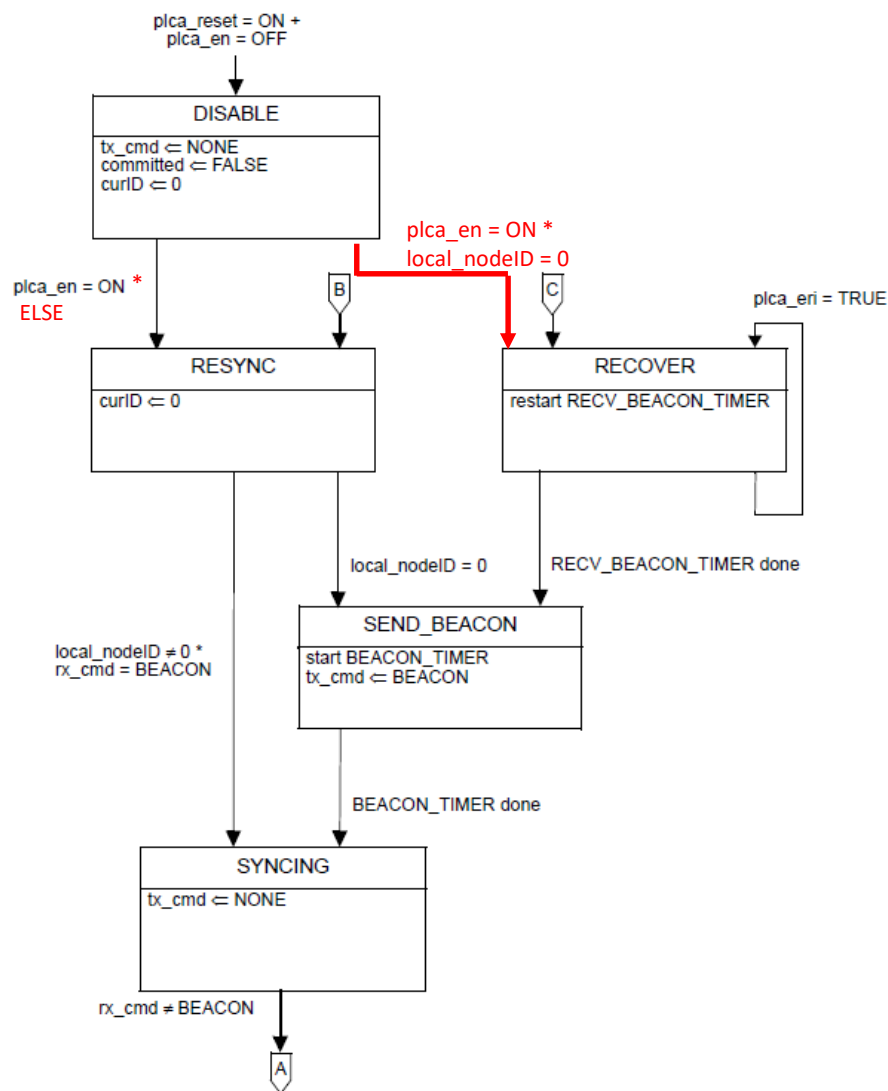 plca_reset = ON +
plca_en = OFF
DISABLE
tx_cmd ⇐ NONE
committed ⇐ FALSE
curID ⇐ 0
plca_en = ON *
local_nodeID = 0
plca_en = ON *
ELSE
B
C
plca_eri = TRUE
RESYNC
curID ⇐ 0
RECOVER
restart RECV_BEACON_TIMER
local_nodeID = 0
RECV_BEACON_TIMER done
SEND_BEACON
start BEACON_TIMER
tx_cmd ⇐ BEACON
local_nodeID ≠ 0 *
rx_cmd = BEACON
BEACON_TIMER done
SYNCING
tx_cmd ⇐ NONE
rx_cmd ≠ BEACON
A